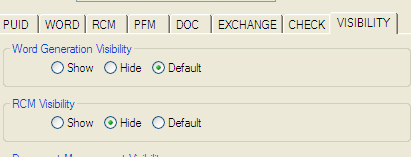 PUID WORD RCM PFM DOC EXCHANGE CHECK VISIBILITY
Word Generation Visibility
Show Hide Default
RCM Visibility
Show Hide Default